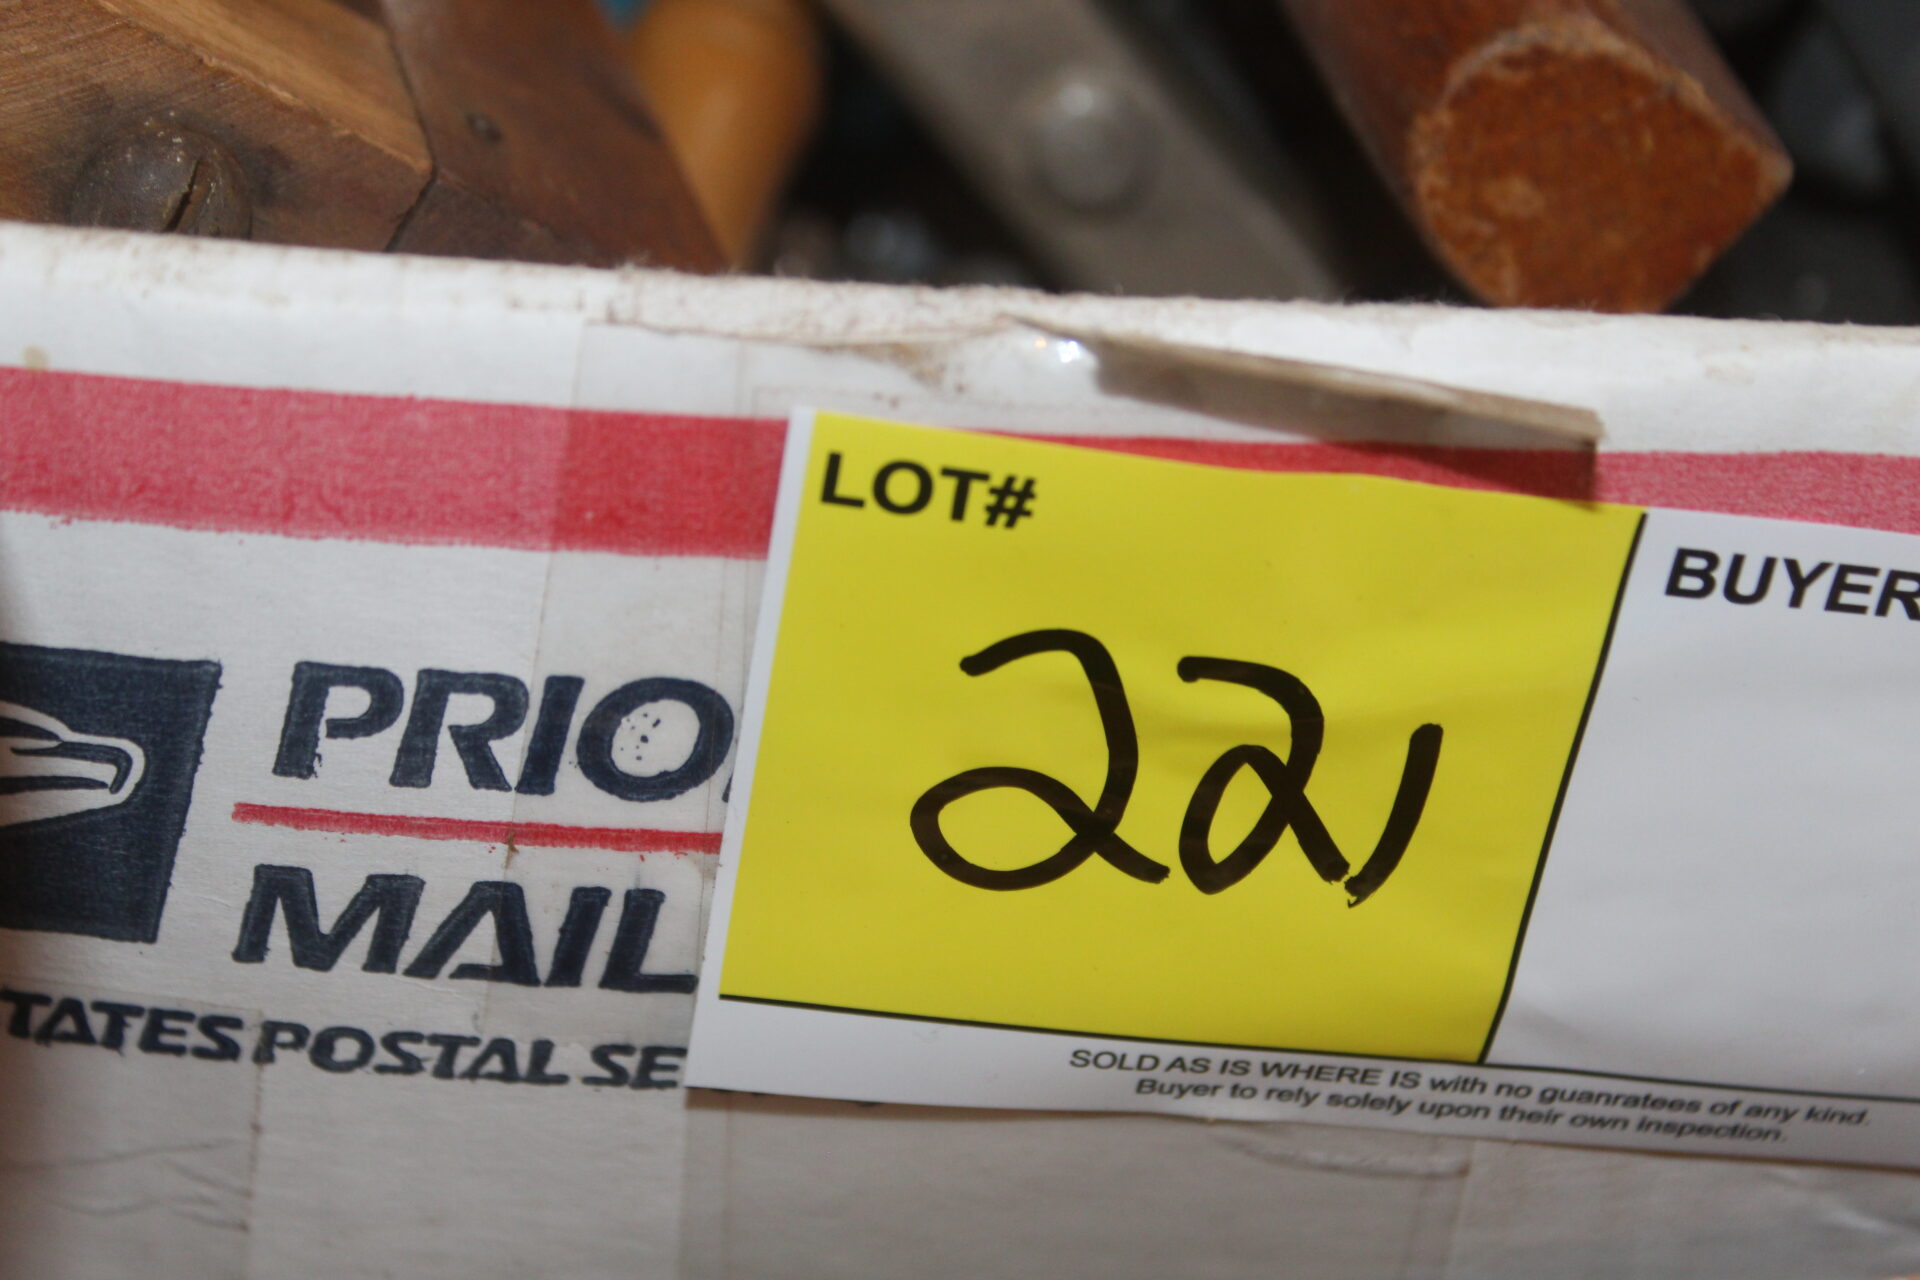 LOT#
BUYER
221
PRIO
MAIL
TATES POSTAL SE
SOLD AS IS WHERE IS with no guanratees of any kind.
Buyer to rely solely upon their own inspection.